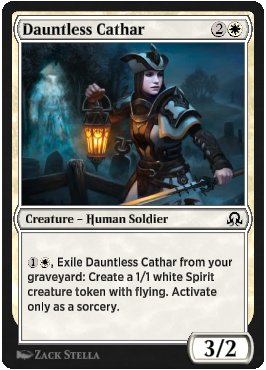 Dauntless Cathar 2
Creature – Human Soldier
1, Exile Dauntless Cathar from your
graveyard: Create a 1/1 white Spirit
creature token with flying. Activate
only as a sorcery.
3/2
Zack Stella